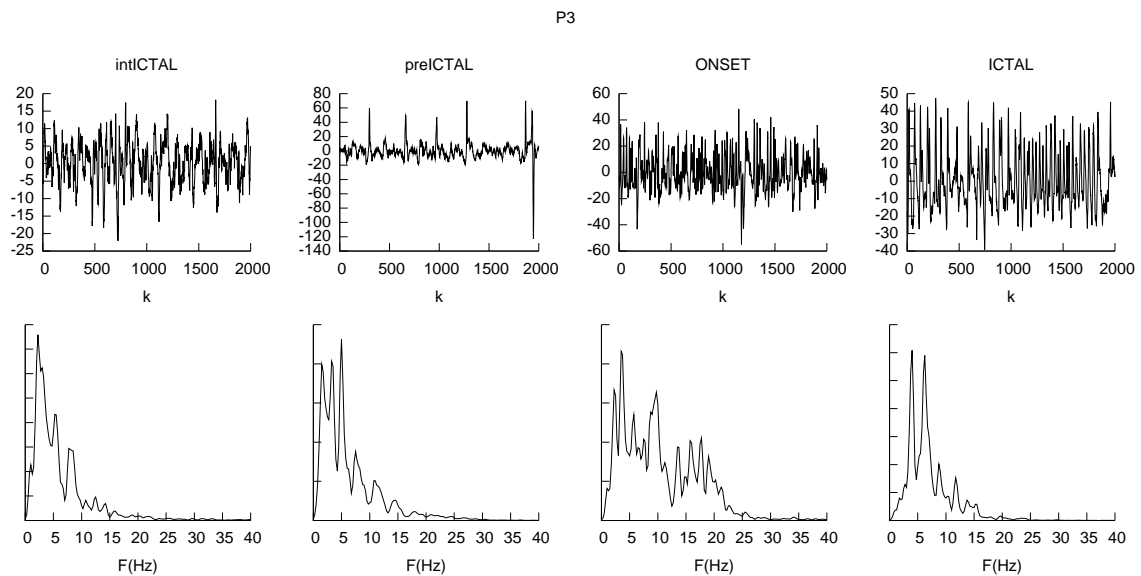 P3
intICTAL preICTAL ONSET ICTAL
20 15 10 5 0 -5 -10 -15 -20 -25
80 60 40 20 0 -20 -40 -60 -80 -100 -120 -140
60 40 20 0 -20 -40 -60
50 40 30 20 10 0 -10 -20 -30 -40
0 500 1000 1500 2000 0 500 1000 1500 2000 0 500 1000 1500 2000 0 500 1000 1500 2000
k k k k
0 5 10 15 20 25 30 35 40 0 5 10 15 20 25 30 35 40 0 5 10 15 20 25 30 35 40 0 5 10 15 20 25 30 35 40
F(Hz) F(Hz) F(Hz) F(Hz)